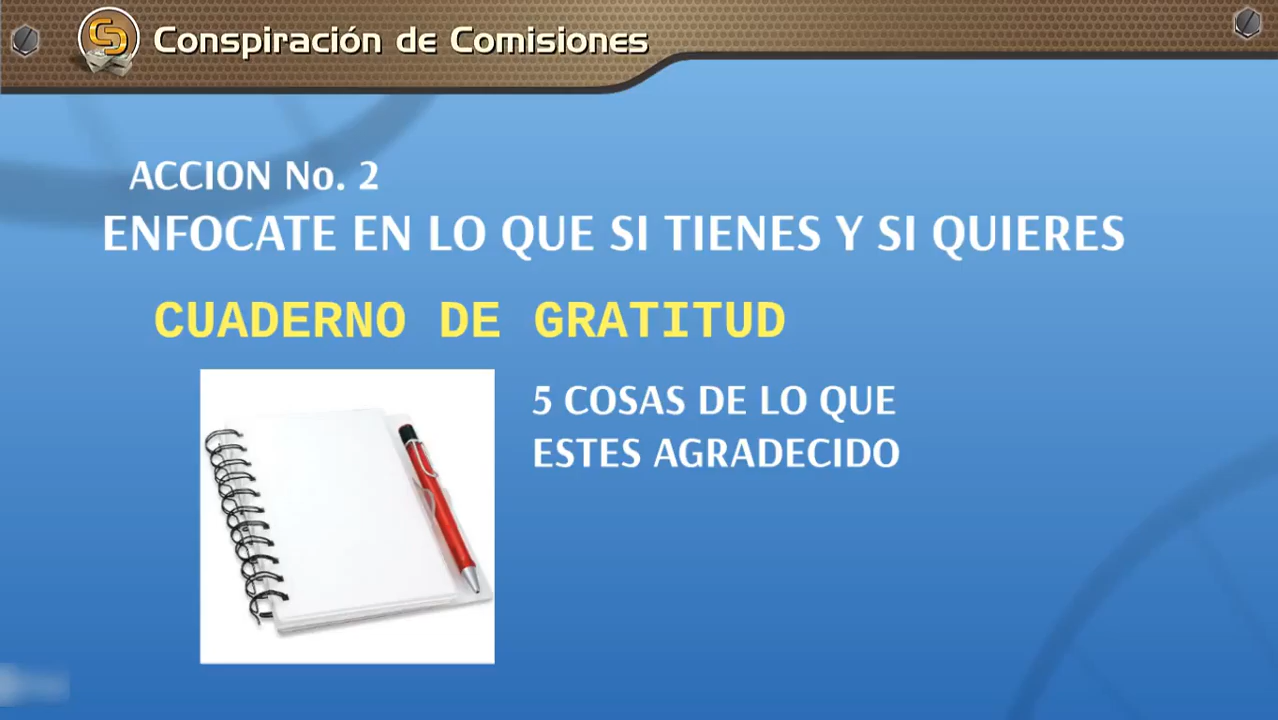 Conspiración de Comisiones
ACCION No. 2
ENFOCATE EN LO QUE SI TIENES Y SI QUIERES
CUADERNO DE GRATITUD
5 COSAS DE LO QUE
ESTES AGRADECIDO